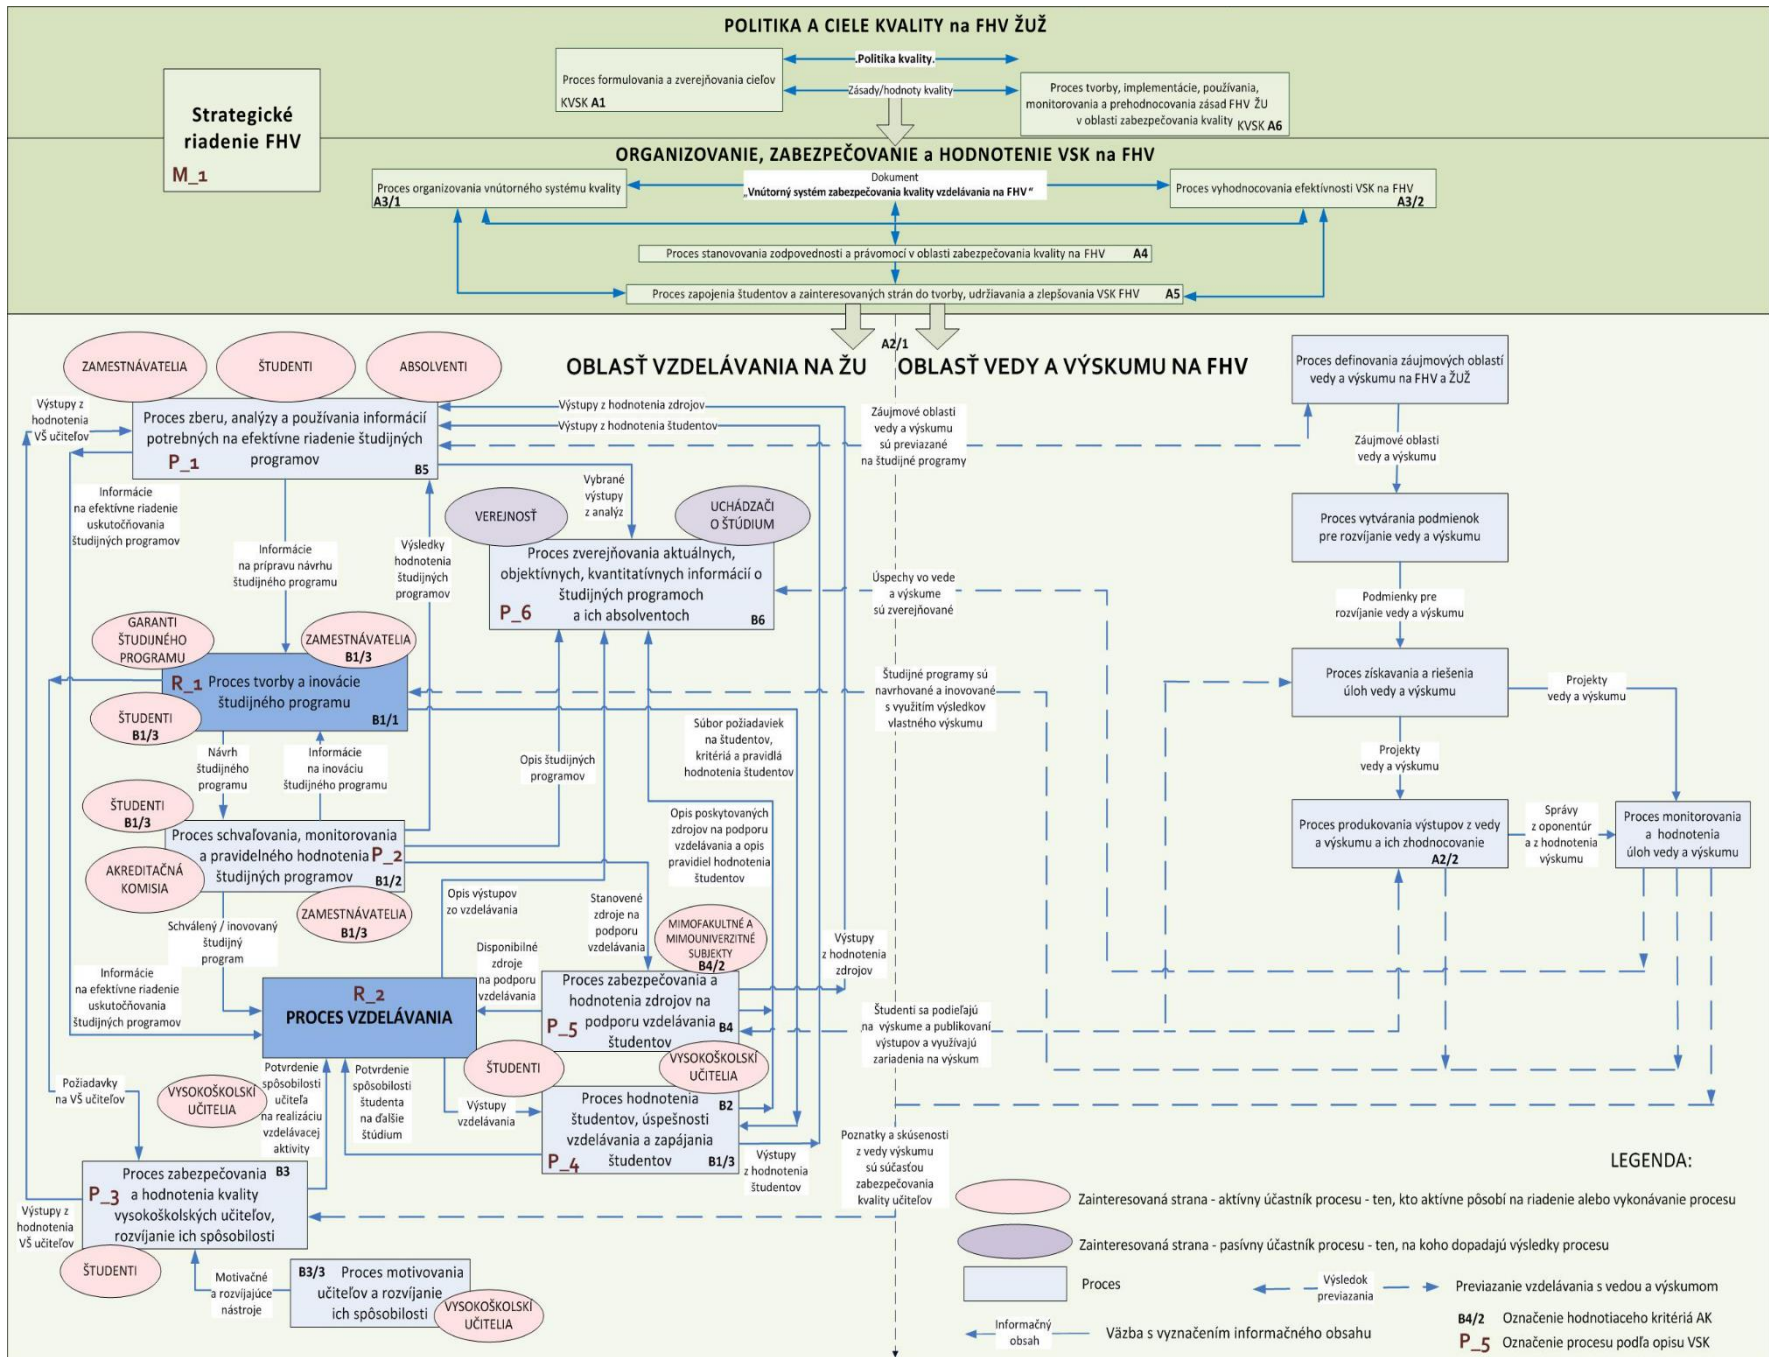 POLITIKA A CIELE KVALITY na FHV ŽUŽ
Strategické
riadenie FHV
M_1
Proces formulovania a zverejňovania cieľov
KVSK A1
.Politika kvality.
Zásady/hodnoty kvality
Proces tvorby, implementácie, používania,
monitorovania a prehodnocovania zásad FHV ŽU
v oblasti zabezpečovania kvality KVSK A6
ORGANIZOVANIE, ZABEZPEČOVANIE a HODNOTENIE VSK na FHV
Proces organizovania vnútorného systému kvality
A3/1
Dokument
„Vnútorný systém zabezpečovania kvality vzdelávania na FHV“
Proces vyhodnocovania efektívnosti VSK na FHV
A3/2
Proces stanovovania zodpovednosti a právomocí v oblasti zabezpečovania kvality na FHV A4
Proces zapojenia študentov a zainteresovaných strán do tvorby, udržiavania a zlepšovania VSK FHV A5
A2/1
OBLASŤ VZDELÁVANIA NA ŽU
OBLASŤ VEDY A VÝSKUMU NA FHV
ZAMESTNÁVATELIA
ŠTUDENTI
ABSOLVENTI
Výstupy z
hodnotenia
VŠ učiteľov
Proces zberu, analýzy a používania informácií
potrebných na efektívne riadenie študijných
programov
P_1
B5
Výstupy z hodnotenia zdrojov
Výstupy z hodnotenia študentov
Záujmové oblasti
vedy a výskumu
sú previazané
na študijné programy
Proces definovania záujmových oblastí
vedy a výskumu na FHV a ŽUŽ
Záujmové oblasti
vedy a výskumu
Informácie
na efektívne riadenie
uskutočňovania
študijných programov
Informácie
na prípravu návrhu
študijného programu
Výsledky
hodnotenia
študijných
programov
Vybrané
výstupy
z analýz
VEREJNOSŤ
UCHÁDZAČI
O ŠTÚDIUM
Proces zverejňovania aktuálnych,
objektívnych, kvantitatívnych informácií o
študijných programoch
a ich absolventoch
P_6
B6
Úspechy vo vede
a výskume
sú zverejňované
Proces vytvárania podmienok
pre rozvíjanie vedy a výskumu
Podmienky pre
rozvíjanie vedy a výskumu
GARANTI
ŠTUDIJNÉHO
PROGRAMU
ZAMESTNÁVATELIA
B1/3
R_1
Proces tvorby a inovácie
študijného programu
B1/1
ŠTUDENTI
B1/3
Študijné programy sú
navrhované a inovované
s využitím výsledkov
vlastného výskumu
Proces získavania a riešenia
úloh vedy a výskumu
Projekty
vedy a výskumu
Návrh
študijného
programu
Informácie
na inováciu
študijného programu
Opis študijných
programov
Súbor požiadaviek
na študentov,
kritériá a pravidlá
hodnotenia študentov
Projekty
vedy a výskumu
ŠTUDENTI
B1/3
Proces schvaľovania, monitorovania
a pravidelného hodnotenia
študijných programov
P_2
B1/2
AKREDITAČNÁ
KOMISIA
ZAMESTNÁVATELIA
B1/3
Opis poskytovaných
zdrojov na podporu
vzdelávania a opis
pravidiel hodnotenia
študentov
Proces produkovania výstupov z vedy
a výskumu a ich zhodnocovanie
A2/2
Správy
z oponentúr
a z hodnotenia
výskumu
Proces monitorovania
a hodnotenia
úloh vedy a výskumu
Schválený / inovovaný
študijný
program
Opis výstupov
zo vzdelávania
Stanovené
zdroje na
podporu
vzdelávania
MIMOFAKULTNÉ A
MIMOUNIVERZITNÉ
SUBJEKTY
B4/2
Výstupy
z hodnotenia
zdrojov
Informácie
na efektívne riadenie
uskutočňovania
študijných programov
Disponibilné
zdroje
na podporu
vzdelávania
R_2
PROCES VZDELÁVANIA
Proces zabezpečovania a
hodnotenia zdrojov na
podporu vzdelávania
študentov
P_5
B4
Študenti sa podieľajú
na výskume a publikovaní
výstupov a využívajú
zariadenia na výskum
Požiadavky
na VŠ učiteľov
VYSOKOŠKOLSKÍ
UČITELIA
Potvrdenie
spôsobilosti
učiteľa
na realizáciu
vzdelávacej
aktivity
Potvrdenie
spôsobilosti
študenta
na ďalšie
štúdium
Výstupy
vzdelávania
ŠTUDENTI
VYSOKOŠKOLSKÍ
UČITELIA
Proces hodnotenia
študentov, úspešnosti
vzdelávania a zapájania
študentov
B2
P_4
B1/3
Výstupy
z hodnotenia
študentov
Poznatky a skúsenosti
z vedy výskumu
sú súčasťou
zabezpečovania
kvality učiteľov
Proces zabezpečovania
a hodnotenia kvality
vysokoškolských učiteľov,
rozvíjanie ich spôsobilosti
B3
P_3
Výstupy z
hodnotenia
VŠ učiteľov
ŠTUDENTI
Motivačné
a rozvíjajúce
nástroje
B3/3 Proces motivovania
učiteľov a rozvíjanie
ich spôsobilosti
VYSOKOŠKOLSKÍ
UČITELIA
LEGENDA:
Zainteresovaná strana - aktívny účastník procesu - ten, kto aktívne pôsobí na riadenie alebo vykonávanie procesu
Zainteresovaná strana - pasívny účastník procesu - ten, na koho dopadajú výsledky procesu
Proces
Výsledok
previazania
Previazanie vzdelávania s vedou a výskumom
Informačný
obsah
Väzba s vyznačením informačného obsahu
B4/2 Označenie hodnotiaceho kritériá AK
P_5 Označenie procesu podľa opisu VSK